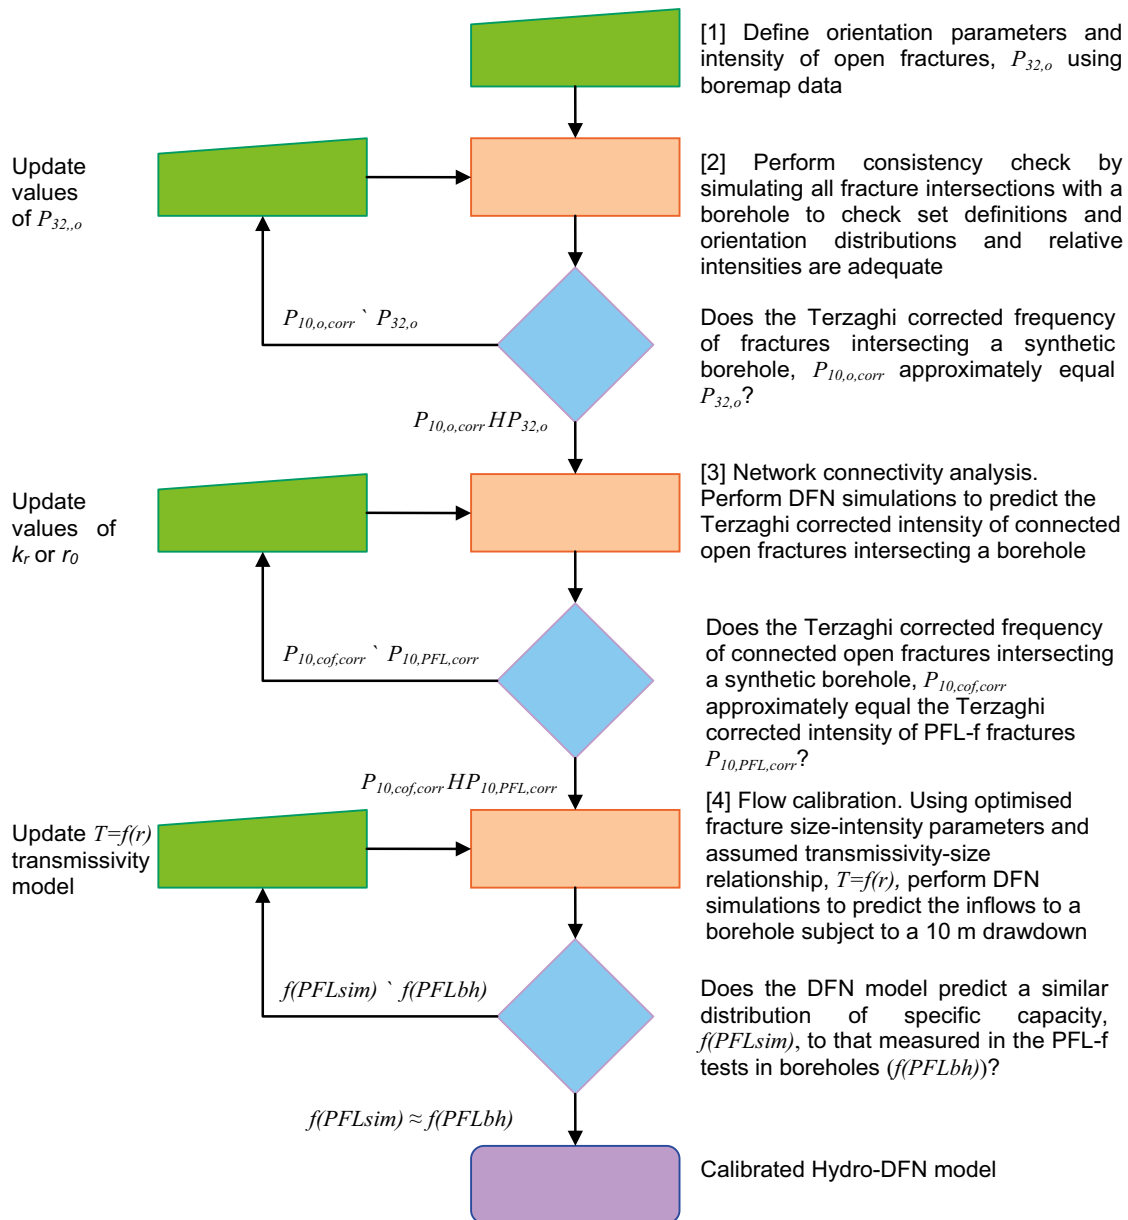 [1] Define orientation parameters and
intensity of open fractures, P32,o using
boremap data
Update
values
of P32,,o
[2] Perform consistency check by
simulating all fracture intersections with a
borehole to check set definitions and
orientation distributions and relative
intensities are adequate
P10,o,corr ` P32,o
Does the Terzaghi corrected frequency
of fractures intersecting a synthetic
borehole, P10,o,corr approximately equal
P32,o?
P10,o,corr HP32,o
Update
values of
kr or r0
[3] Network connectivity analysis.
Perform DFN simulations to predict the
Terzaghi corrected intensity of connected
open fractures intersecting a borehole
P10,cof,corr ` P10,PFL,corr
Does the Terzaghi corrected frequency
of connected open fractures intersecting
a synthetic borehole, P10,cof,corr
approximately equal the Terzaghi
corrected intensity of PFL-f fractures
P10,PFL,corr?
P10,cof,corr HP10,PFL,corr
Update T=f(r)
transmissivity
model
[4] Flow calibration. Using optimised
fracture size-intensity parameters and
assumed transmissivity-size
relationship, T=f(r), perform DFN
simulations to predict the inflows to a
borehole subject to a 10 m drawdown
f(PFLsim) ` f(PFLbh)
Does the DFN model predict a similar
distribution of specific capacity,
f(PFLsim), to that measured in the PFL-f
tests in boreholes (f(PFLbh))?
f(PFLsim) ≈ f(PFLbh)
Calibrated Hydro-DFN model